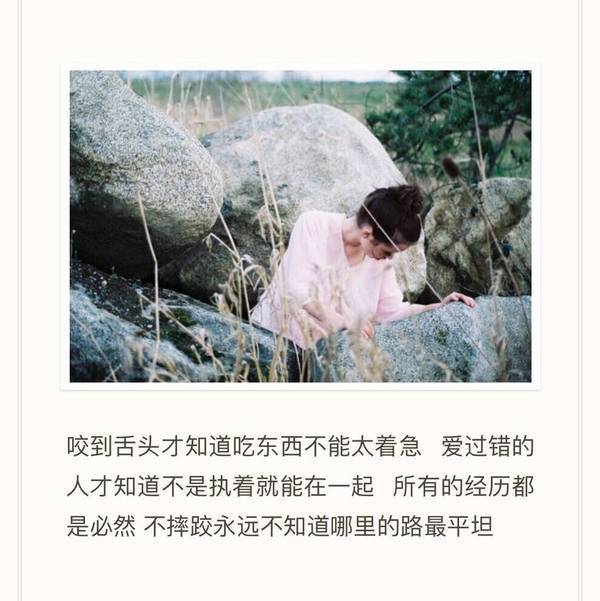 咬到舌头才知道吃东西不能太着急 爱过错的
人才知道不是执着就能在一起 所有的经历都
是必然 不摔跤永远不知道哪里的路最平坦